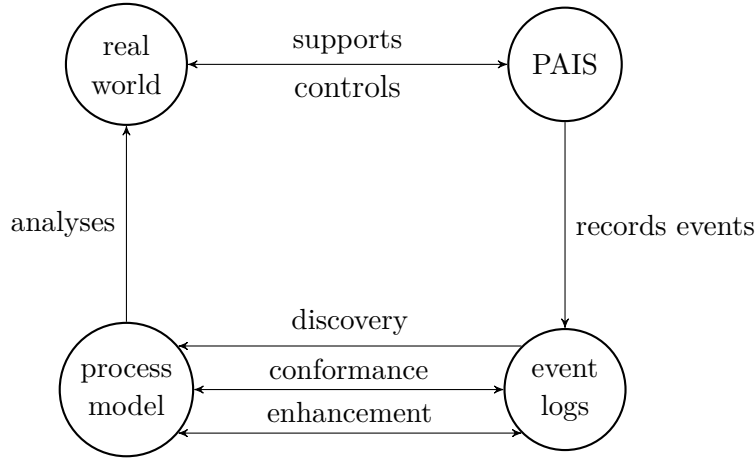 real
world
supports
controls
PAIS
analyses
records events
discovery
process
model
conformance
enhancement
event
logs